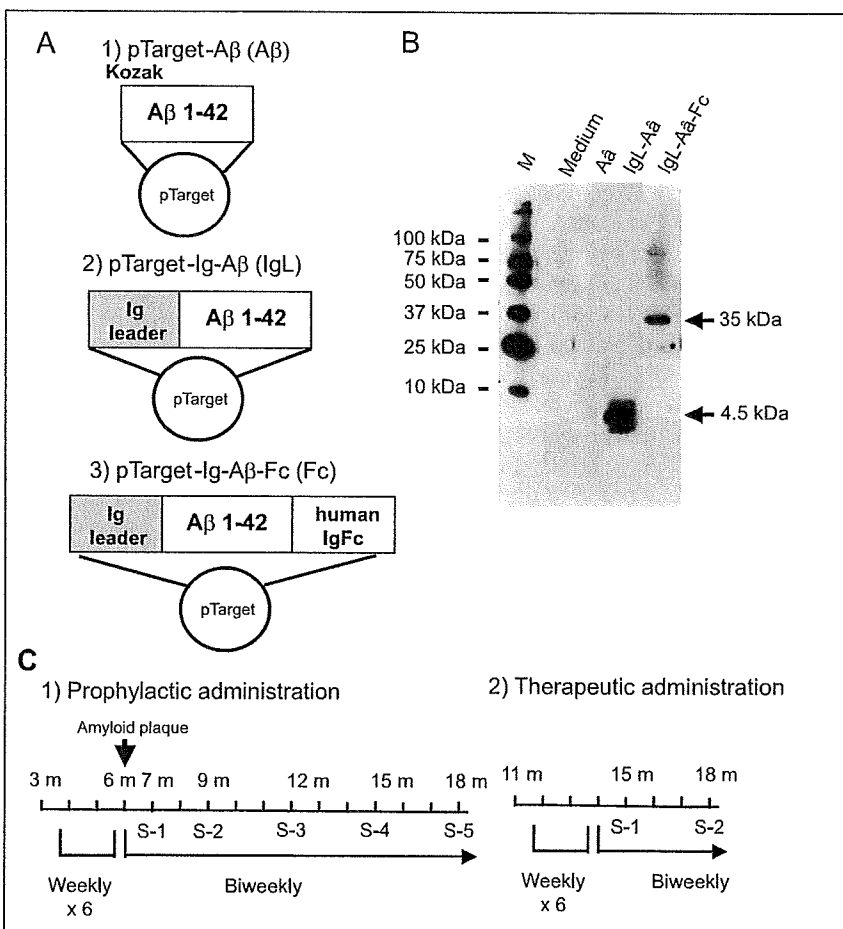 A
1) pTarget-Aβ (Aβ)
Kozak
Aβ 1-42
pTarget
2) pTarget-Ig-Aβ (IgL)
Ig
leader
Aβ 1-42
pTarget
3) pTarget-Ig-Aβ-Fc (Fc)
Ig
leader
Aβ 1-42
human
IgFc
pTarget
B
M
Medium
Aâ
IgL-Aâ
IgL-Aâ-Fc
100 kDa
75 kDa
50 kDa
37 kDa
25 kDa
10 kDa
35 kDa
4.5 kDa
C
1) Prophylactic administration
Amyloid plaque
3 m 6 m 7 m 9 m 12 m 15 m 18 m
S-1 S-2 S-3 S-4 S-5
Weekly
x 6
Biweekly
2) Therapeutic administration
11 m 15 m 18 m
S-1 S-2
Weekly
x 6
Biweekly